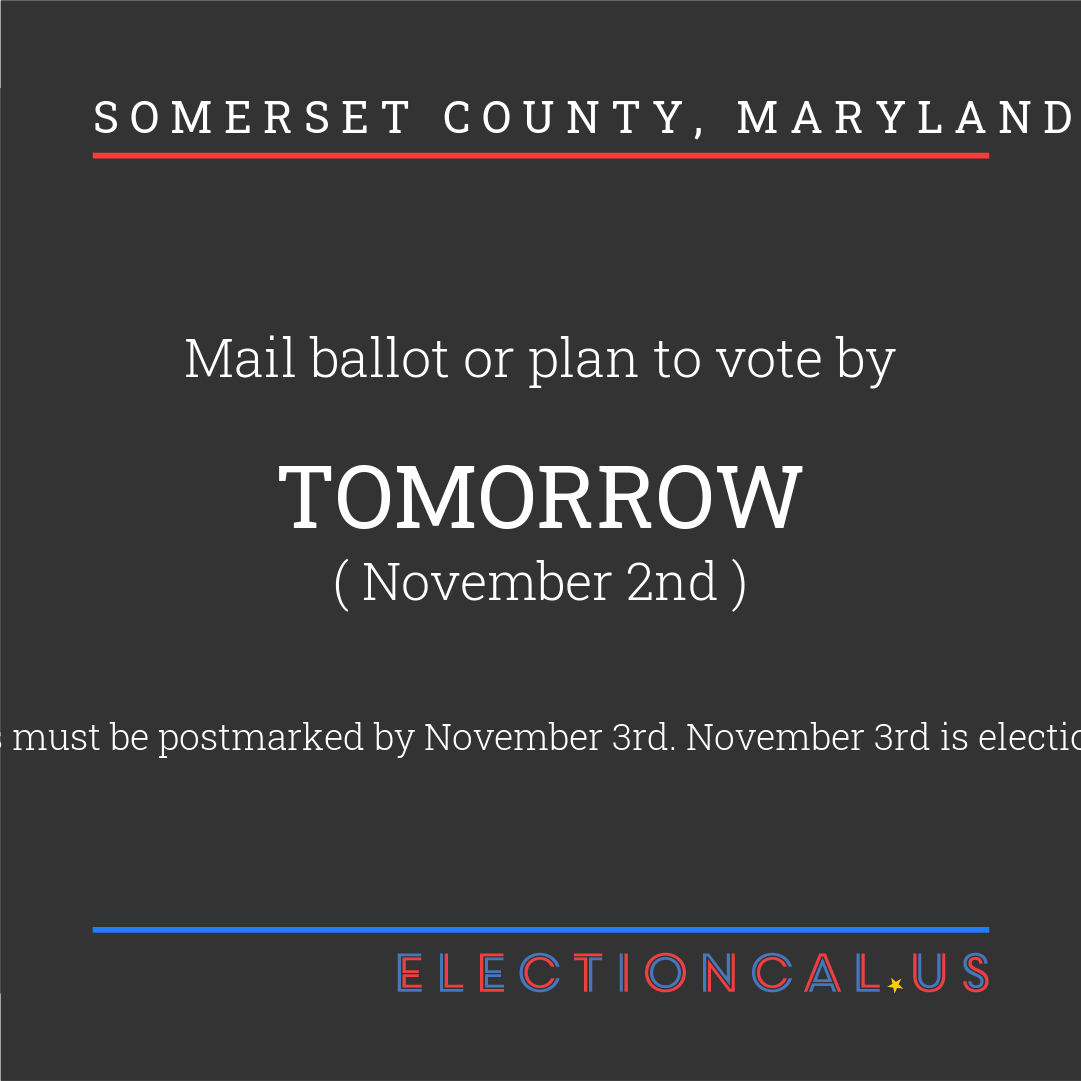 SOMERSET COUNTY, MARYLAND
Mail ballot or plan to vote by
TOMORROW
( November 2nd )
must be postmarked by November 3rd. November 3rd is
ELECTIONCAL.US